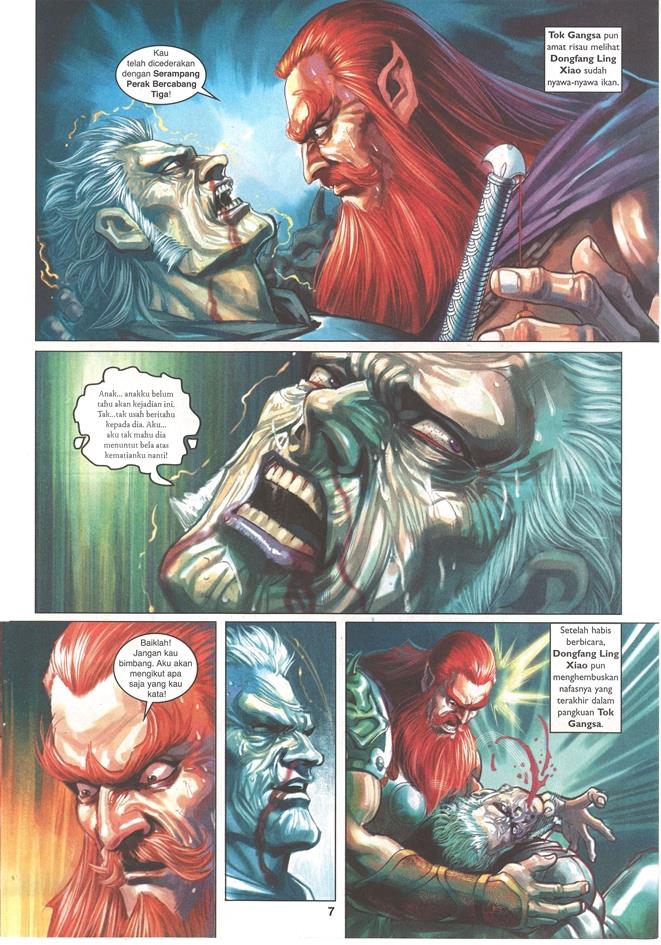 Kau
telah dicederakan
dengan Serampang
Perak Bercabang
Tiga!
Tok Gangsa pun
amat risau melihat
Dongfang Ling
Xiao sudah
nyawa-nyawa ikan.
Anak... anakku belum
tahu akan kejadian ini.
Tak...tak usah beritahu
kepada dia. Aku...
aku tak mahu dia
menuntut bela atas
kematianku nanti!
Baiklah!
Jangan kau
bimbang. Aku akan
mengikut apa
saja yang kau
kata!
Setelah habis
berbicara,
Dongfang Ling
Xiao pun
menghembuskan
nafasnya yang
terakhir dalam
pangkuan Tok
Gangsa.
7